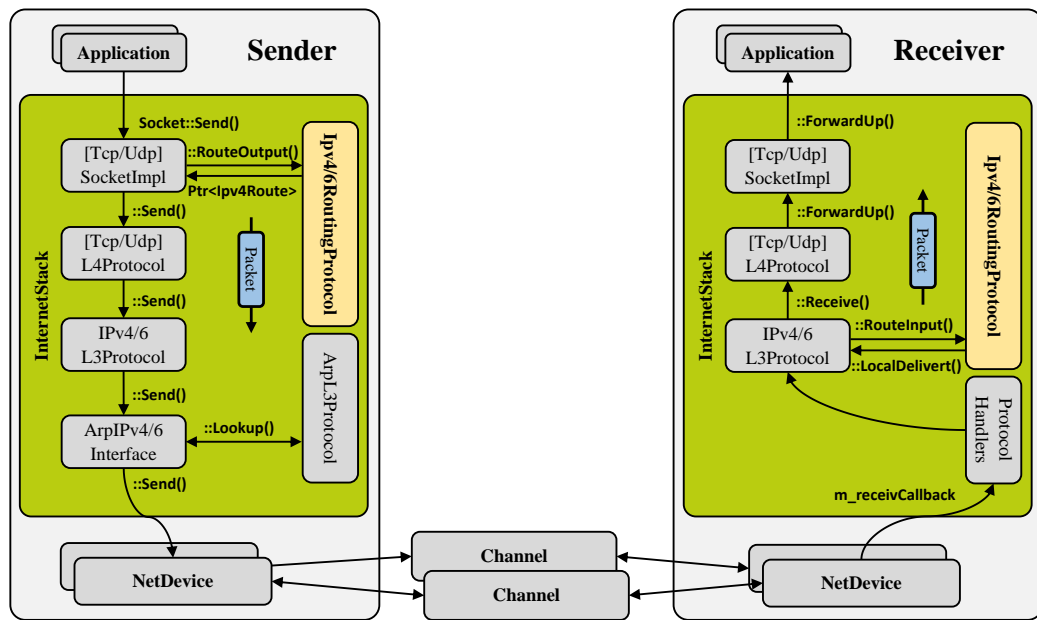 Application
Sender
Socket::Send()
[Tcp/Udp]
SocketImpl
::RouteOutput()
Ptr<Ipv4Route>
Ipv4/6RoutingProtocol
::Send()
[Tcp/Udp]
L4Protocol
Packet
InternetStack
::Send()
IPv4/6
L3Protocol
ArpL3Protocol
::Send()
ArpIPv4/6
Interface
::Lookup()
::Send()
NetDevice
Channel
Channel
Application
Receiver
::ForwardUp()
[Tcp/Udp]
SocketImpl
Ipv4/6RoutingProtocol
::ForwardUp()
[Tcp/Udp]
L4Protocol
Packet
InternetStack
::Receive()
IPv4/6
L3Protocol
::RouteInput()
::LocalDelivert()
Protocol
Handlers
m_receivCallback
NetDevice